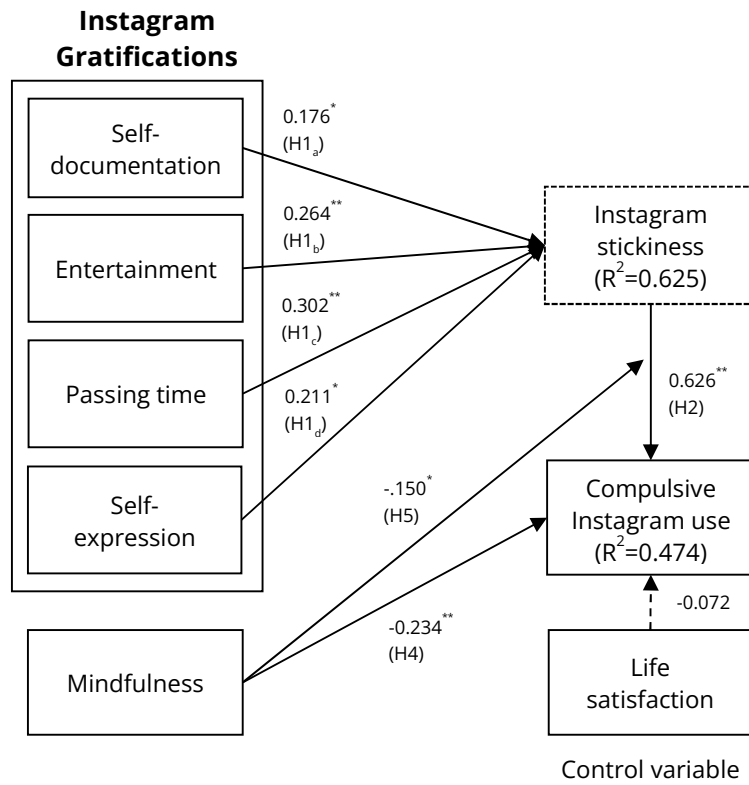 Instagram
Gratifications
Self-
documentation
Entertainment
Passing time
Self-
expression
Mindfulness
0.176*
(H1a)
0.264**
(H1b)
0.302**
(H1c)
0.211*
(H1d)
-.150*
(H5)
-0.234**
(H4)
Instagram
stickiness
(R²=0.625)
0.626**
(H2)
Compulsive
Instagram use
(R²=0.474)
-0.072
Life
satisfaction
Control variable